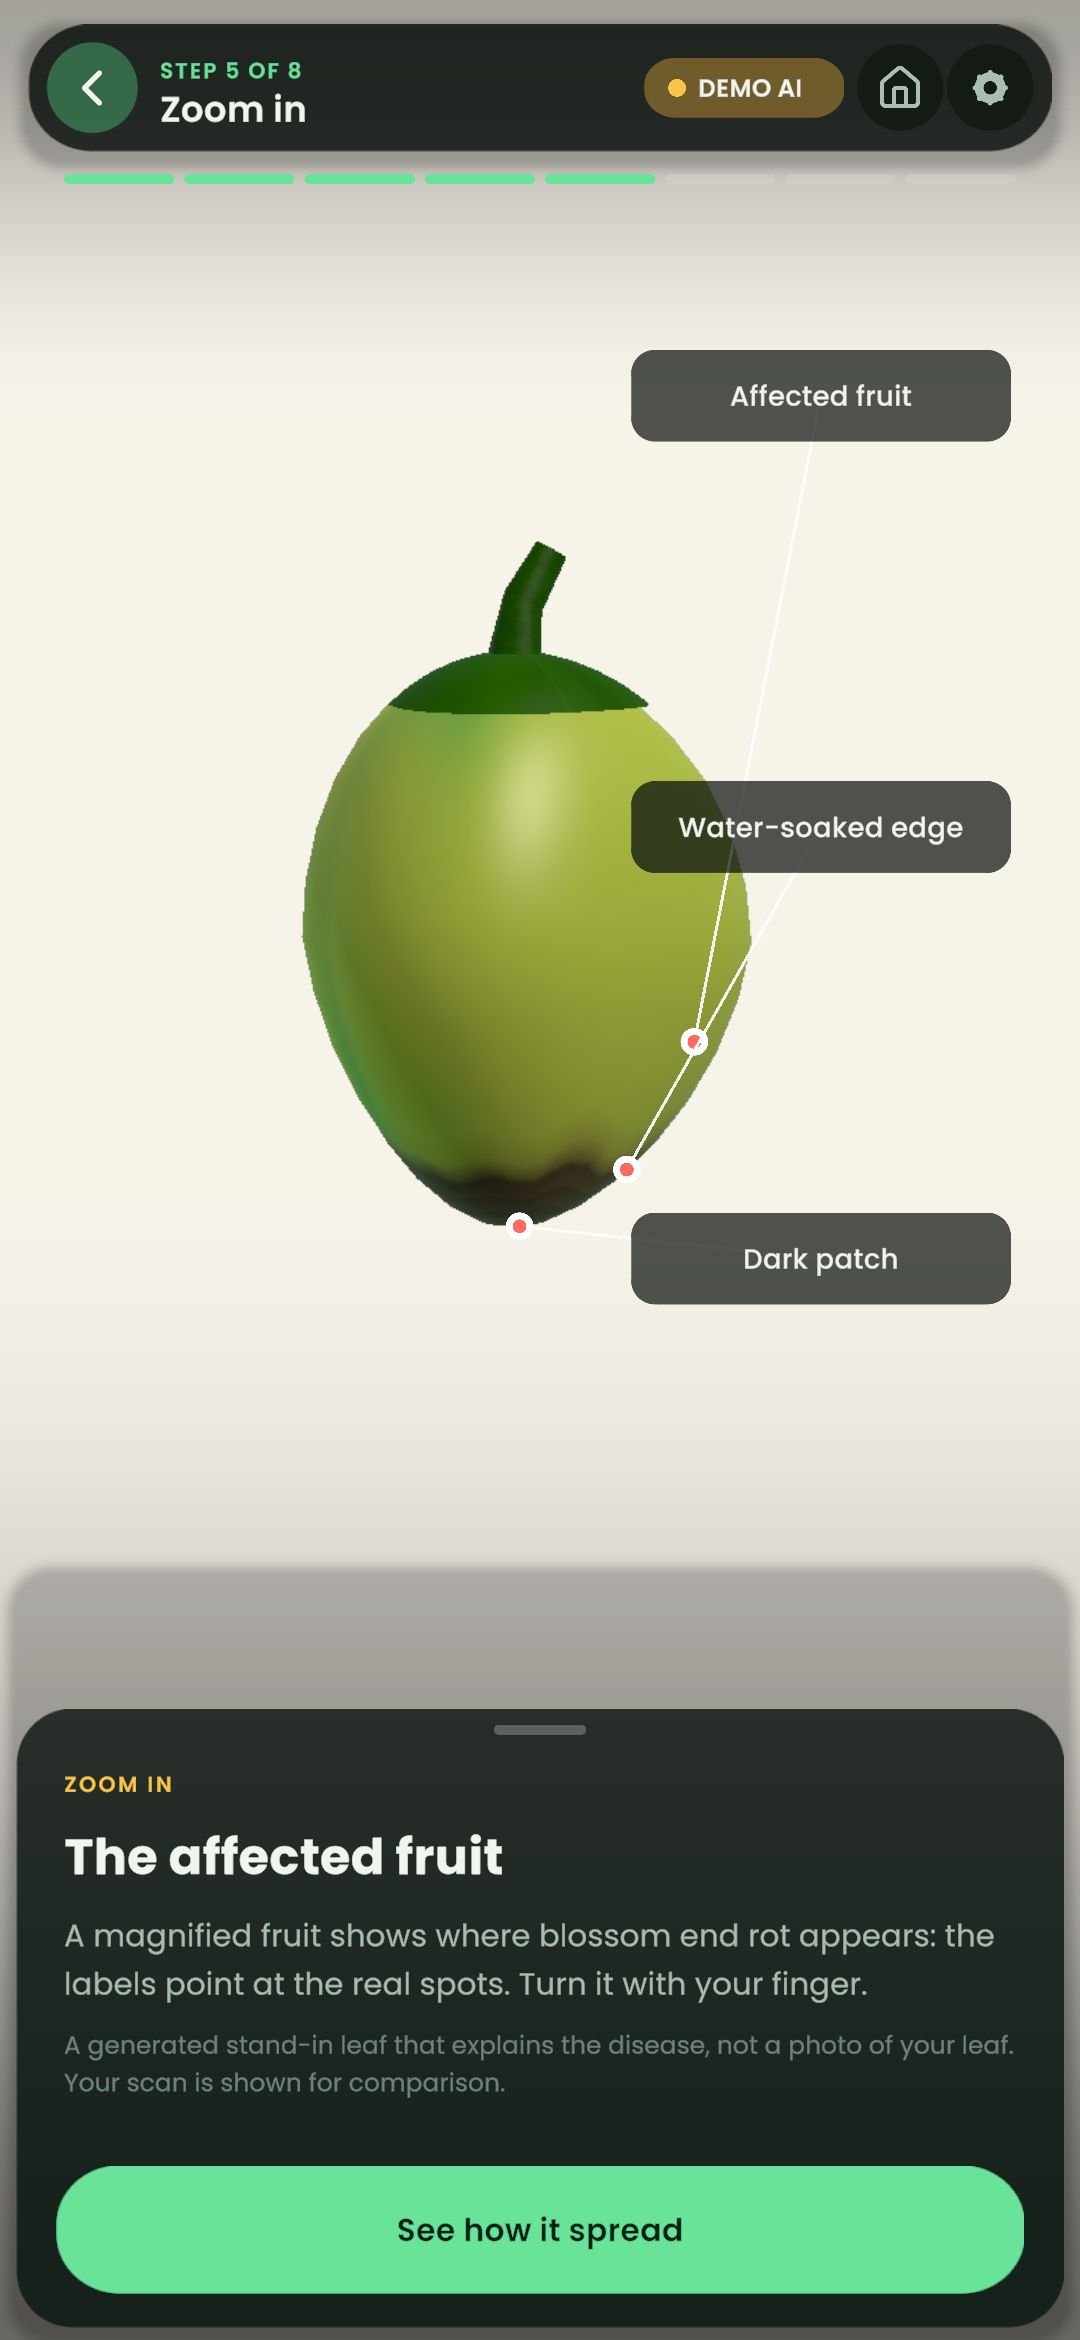 STEP 5 OF 8
Zoom in
DEMO AI
Affected fruit
Water-soaked edge
Dark patch
ZOOM IN
The affected fruit
A magnified fruit shows where blossom end rot appears: the
labels point at the real spots. Turn it with your finger.
A generated stand-in leaf that explains the disease, not a photo of your leaf.
Your scan is shown for comparison.
See how it spread